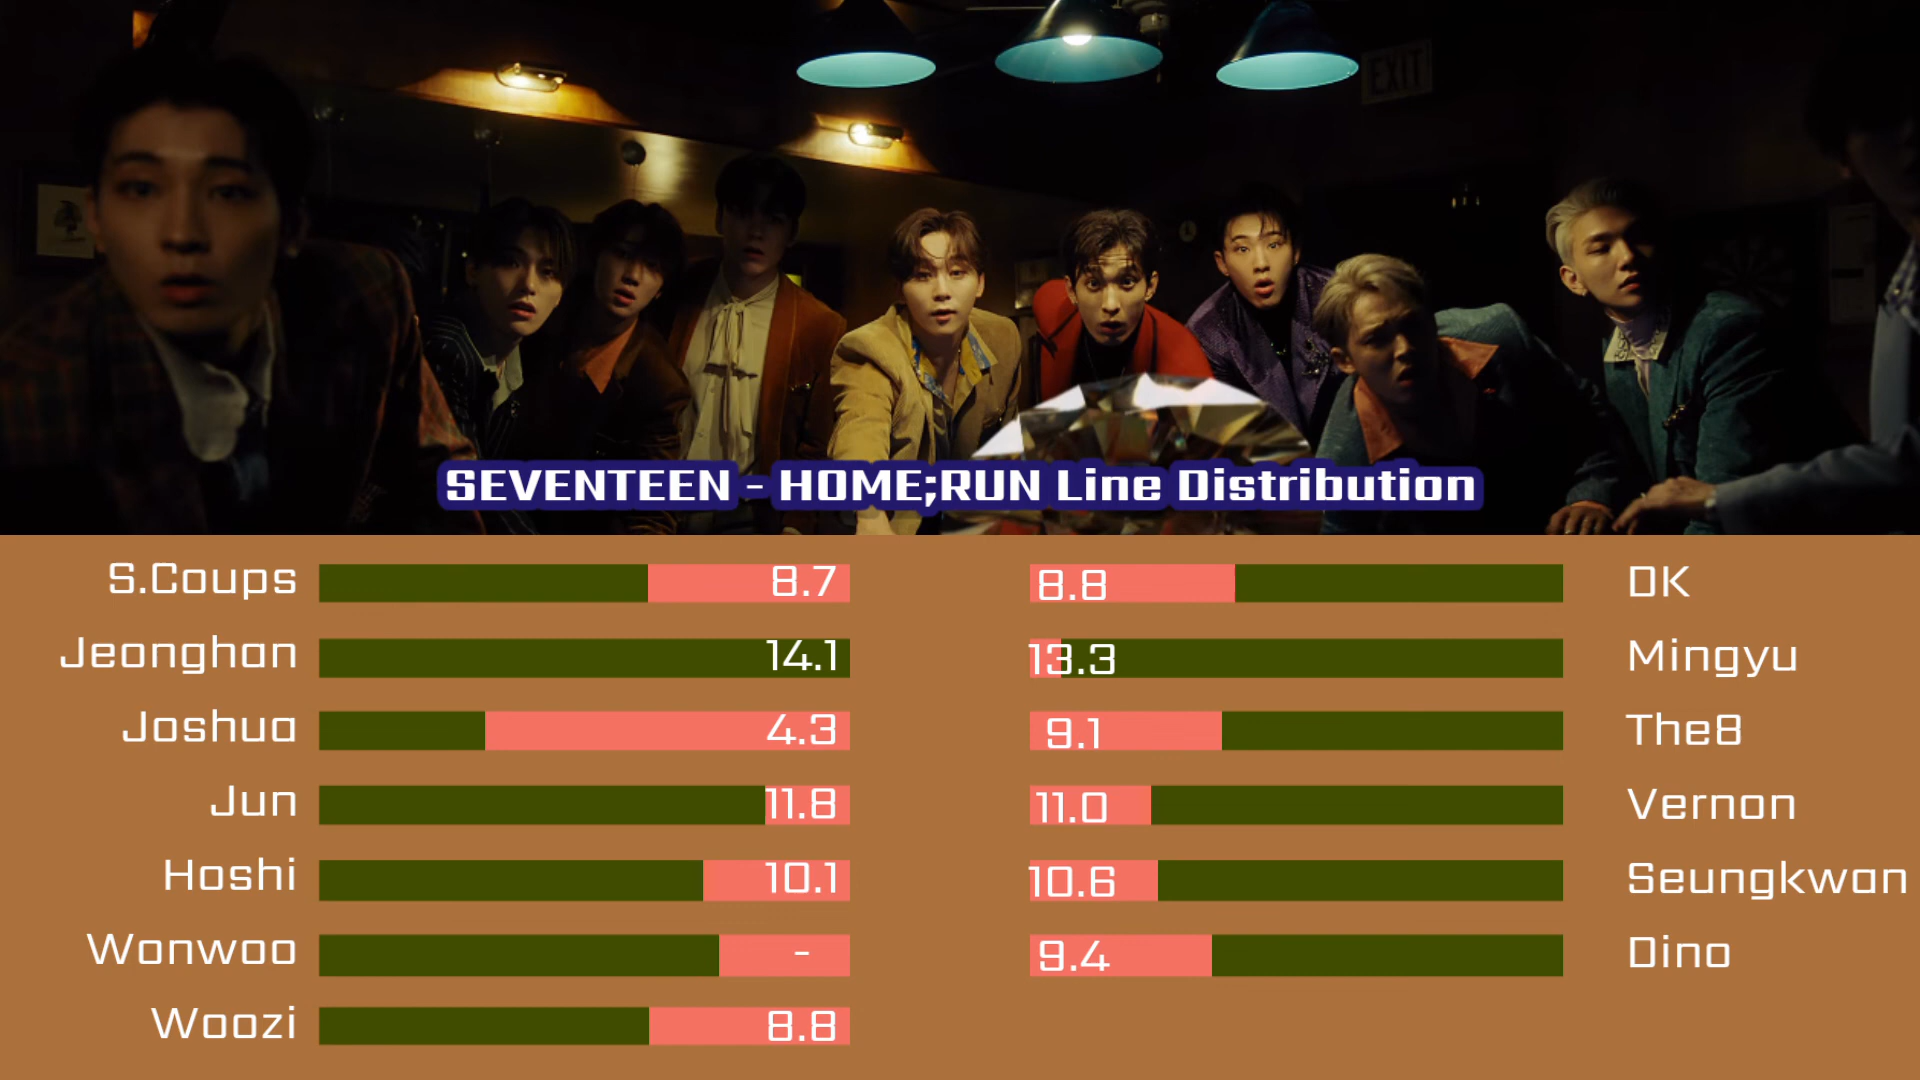 EXIT
SEVENTEEN - HOME;RUN Line Distribution
S.Coups 8.7
Jeonghan 14.1
Joshua 4.3
Jun 11.8
Hoshi 10.1
Wonwoo -
Woozi 8.8
8.8 DK
13.3 Mingyu
9.1 The8
11.0 Vernon
10.6 Seungkwan
9.4 Dino